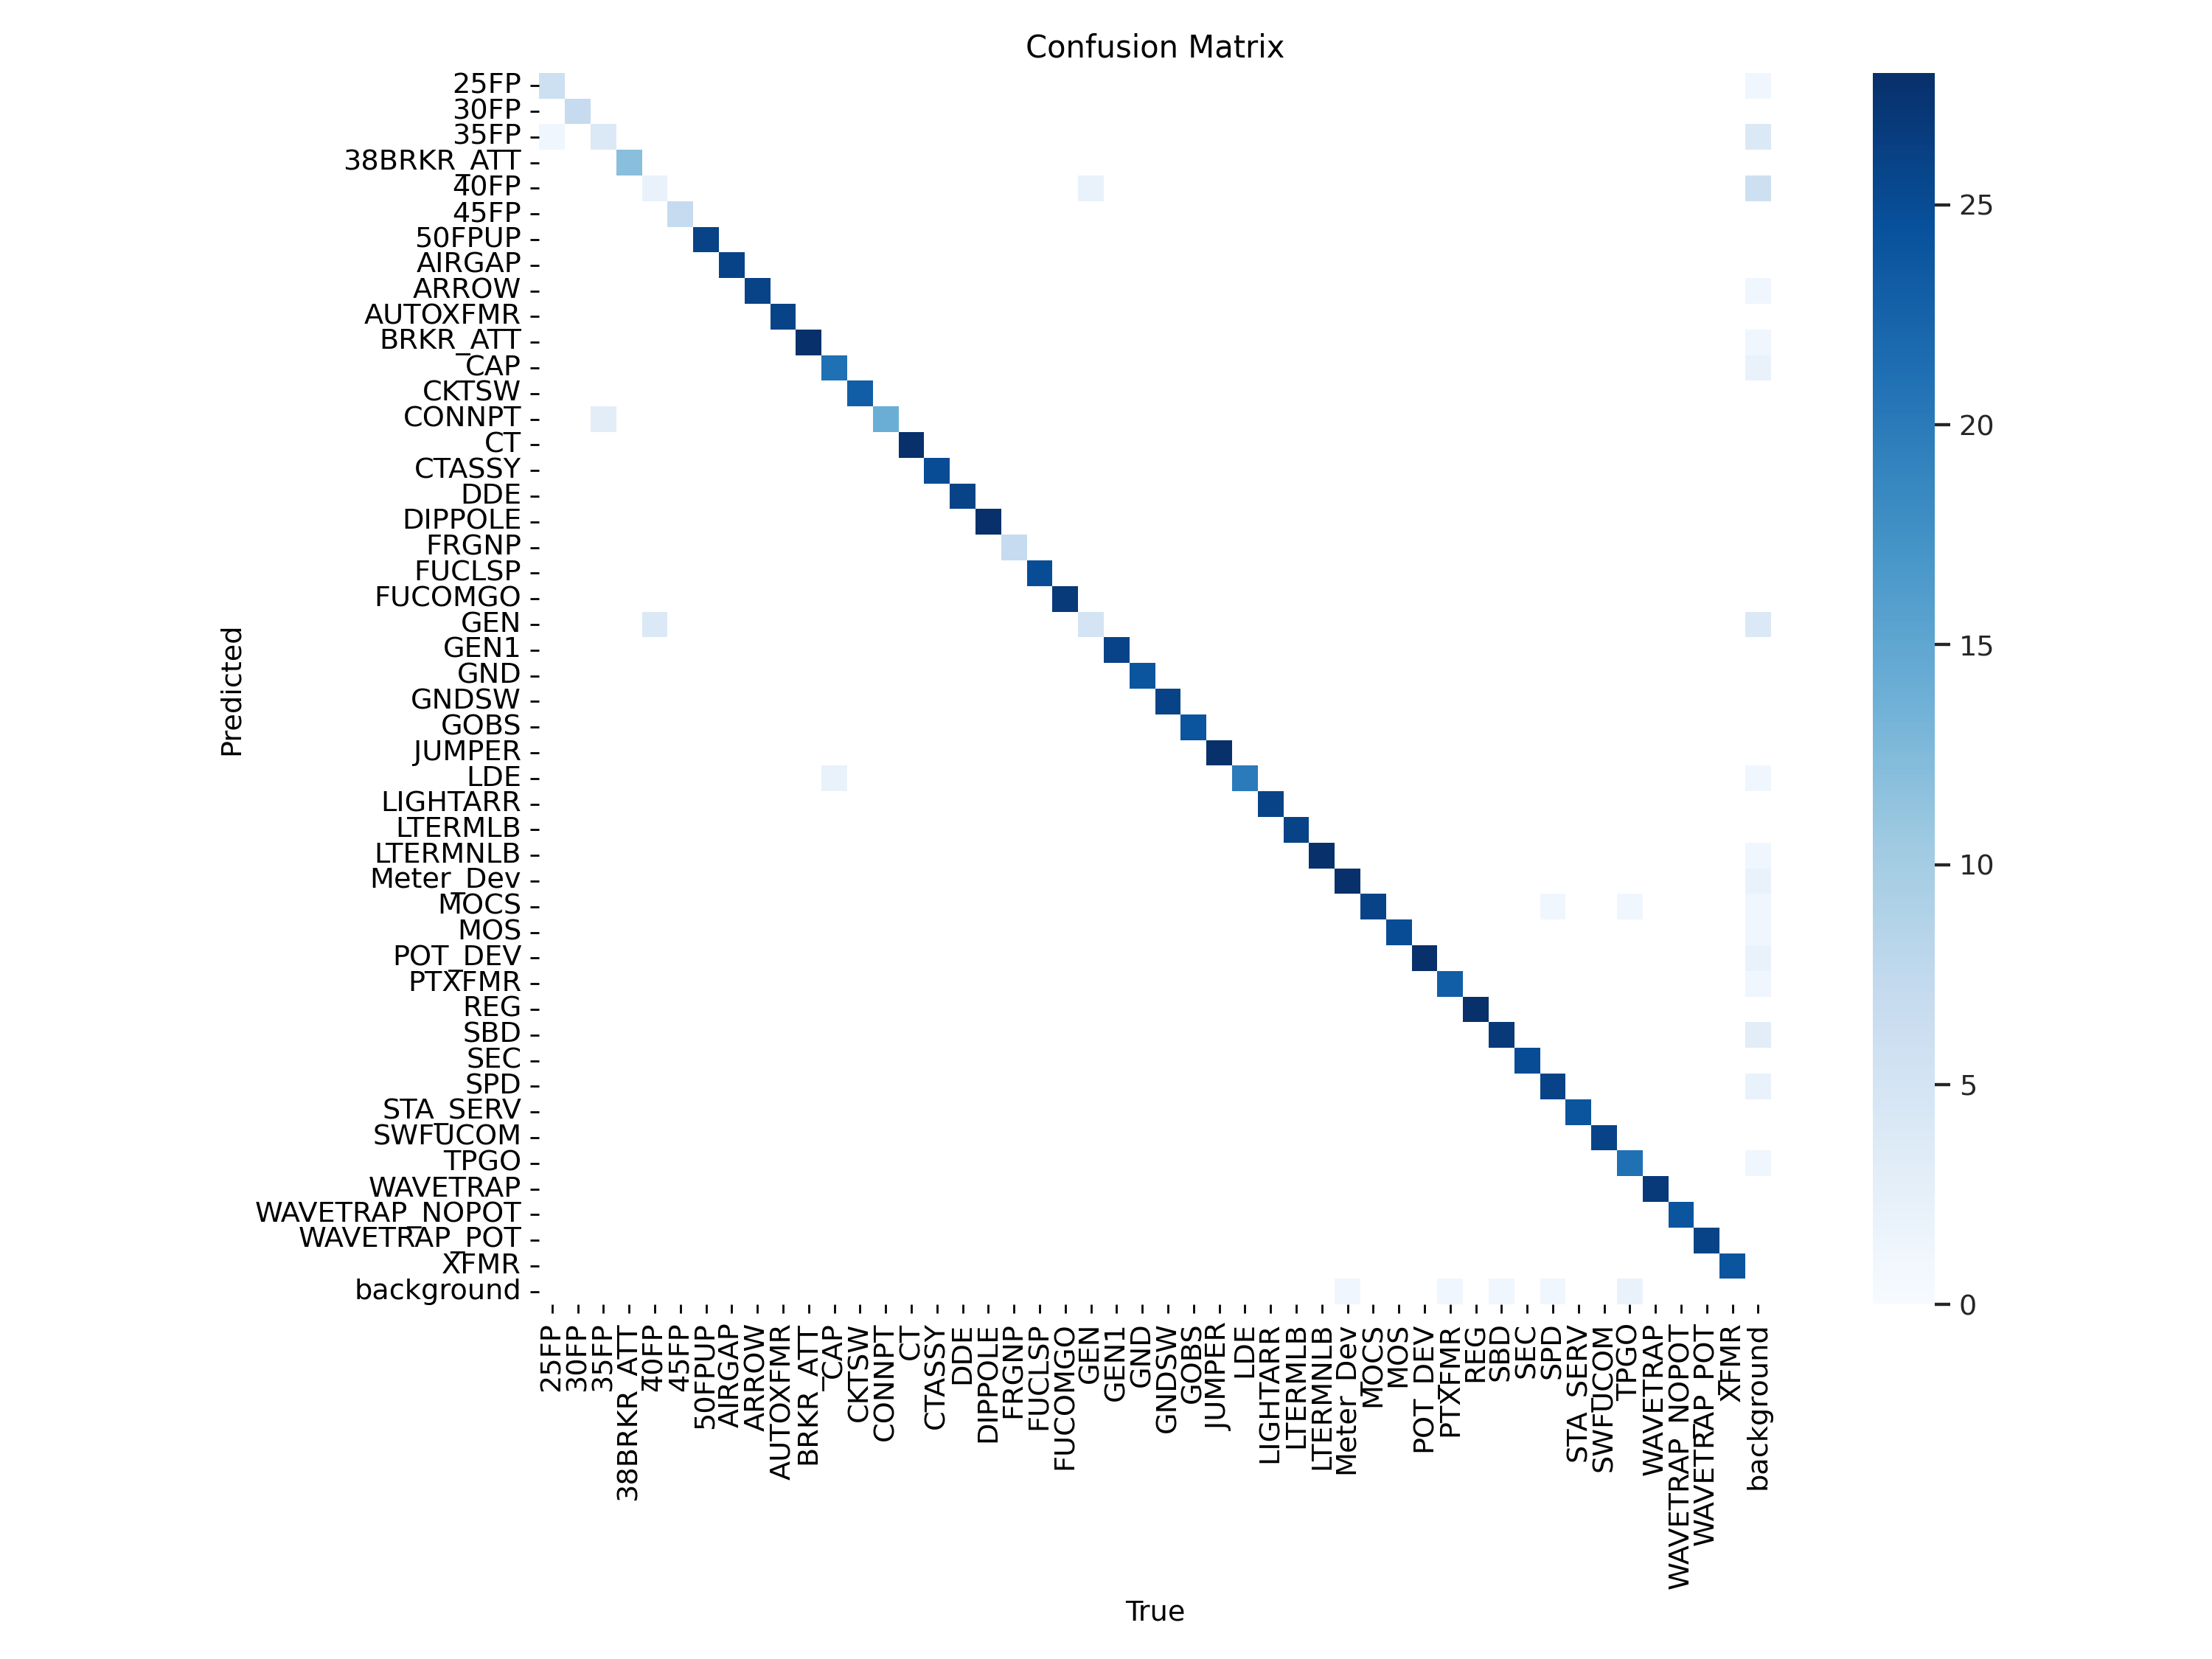 Confusion Matrix
Predicted
25FP
30FP
35FP
38BRKR_ATT
40FP
45FP
50FPUP
AIRGAP
ARROW
AUTOXFMR
BRKR_ATT
CAP
CKTSW
CONNPT
CT
CTASSY
DDE
DIPPOLE
FRGNP
FUCLSP
FUCOMGO
GEN
GEN1
GND
GNDSW
GOBS
JUMPER
LDE
LIGHTARR
LTERMLB
LTERMNLB
Meter_Dev
MOCS
MOS
POT_DEV
PTXFMR
REG
SBD
SEC
SPD
STA_SERV
SWFUCOM
TPGO
WAVETRAP
WAVETRAP_NOPOT
WAVETRAP_POT
XFMR
background
25FP
30FP
35FP
38BRKR_ATT
40FP
45FP
50FPUP
AIRGAP
ARROW
AUTOXFMR
BRKR_ATT
CAP
CKTSW
CONNPT
CT
CTASSY
DDE
DIPPOLE
FRGNP
FUCLSP
FUCOMGO
GEN
GEN1
GND
GNDSW
GOBS
JUMPER
LDE
LIGHTARR
LTERMLB
LTERMNLB
Meter_Dev
MOCS
MOS
POT_DEV
PTXFMR
REG
SBD
SEC
SPD
STA_SERV
SWFUCOM
TPGO
WAVETRAP
WAVETRAP_NOPOT
WAVETRAP_POT
XFMR
background
True
25
20
15
10
5
0